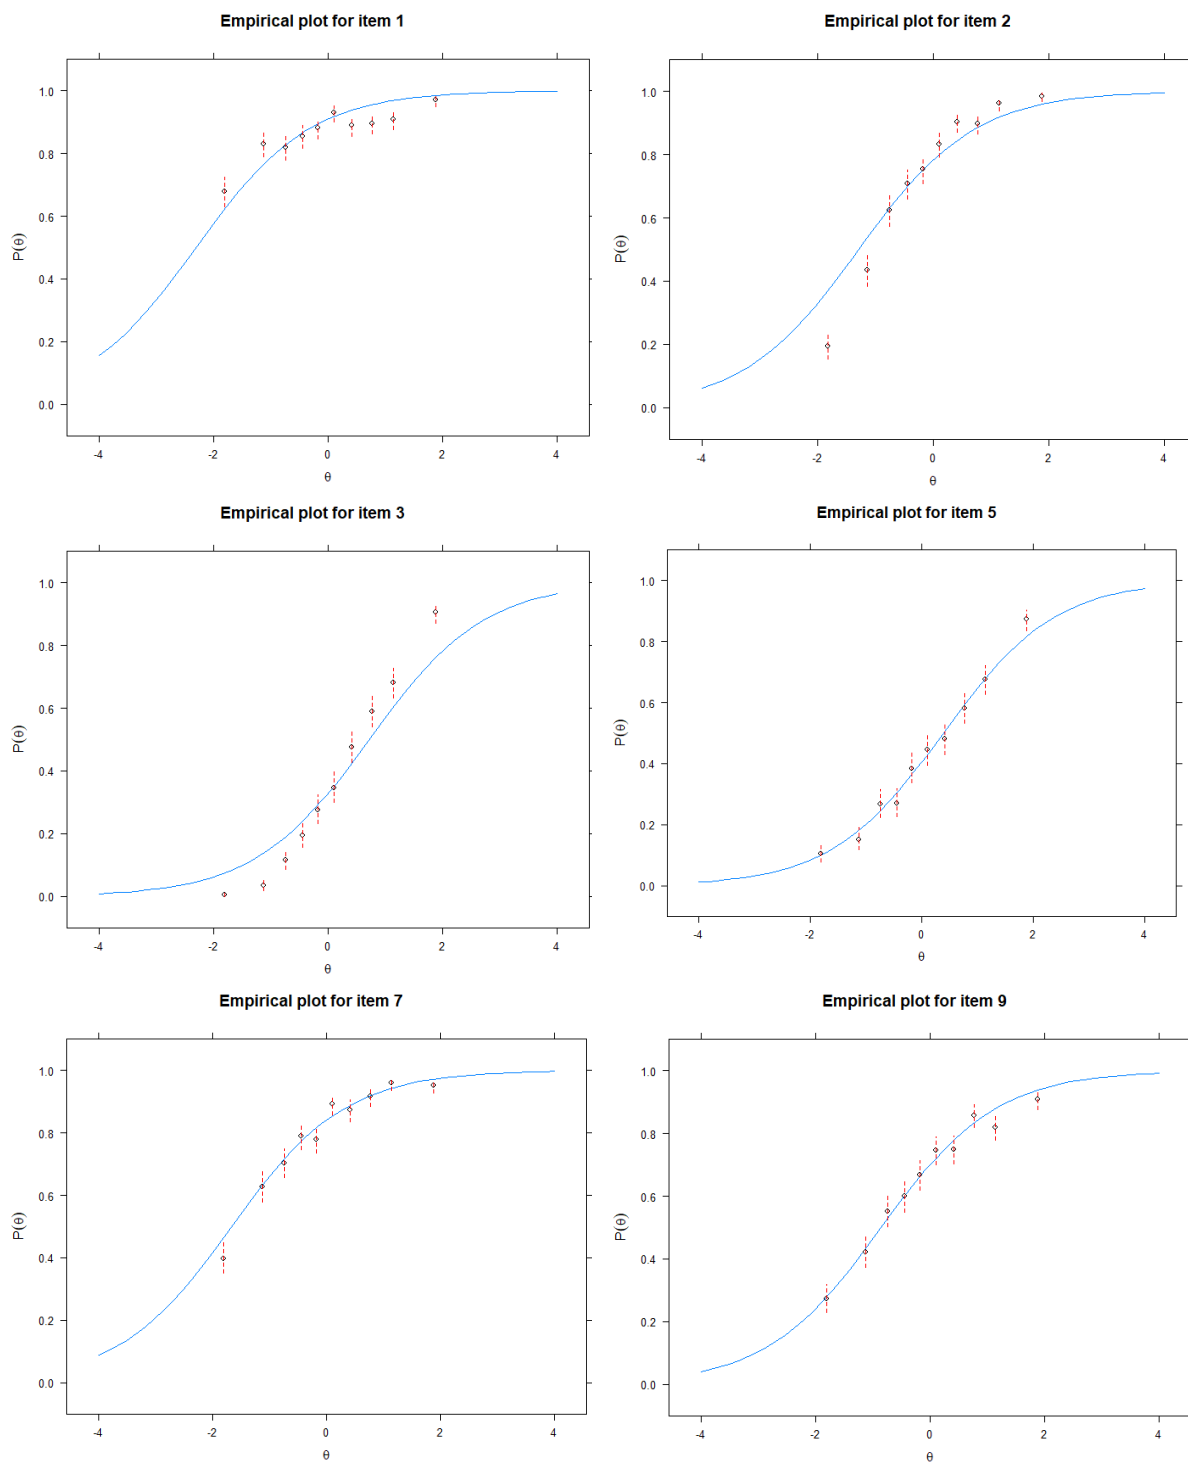 Empirical plot for item 1
1.0
0.8
0.6
0.4
0.2
0.0
P(θ)
-4 -2 0 2 4
θ
Empirical plot for item 2
1.0
0.8
0.6
0.4
0.2
0.0
P(θ)
-4 -2 0 2 4
θ
Empirical plot for item 3
1.0
0.8
0.6
0.4
0.2
0.0
P(θ)
-4 -2 0 2 4
θ
Empirical plot for item 5
1.0
0.8
0.6
0.4
0.2
0.0
P(θ)
-4 -2 0 2 4
θ
Empirical plot for item 7
1.0
0.8
0.6
0.4
0.2
0.0
P(θ)
-4 -2 0 2 4
θ
Empirical plot for item 9
1.0
0.8
0.6
0.4
0.2
0.0
P(θ)
-4 -2 0 2 4
θ